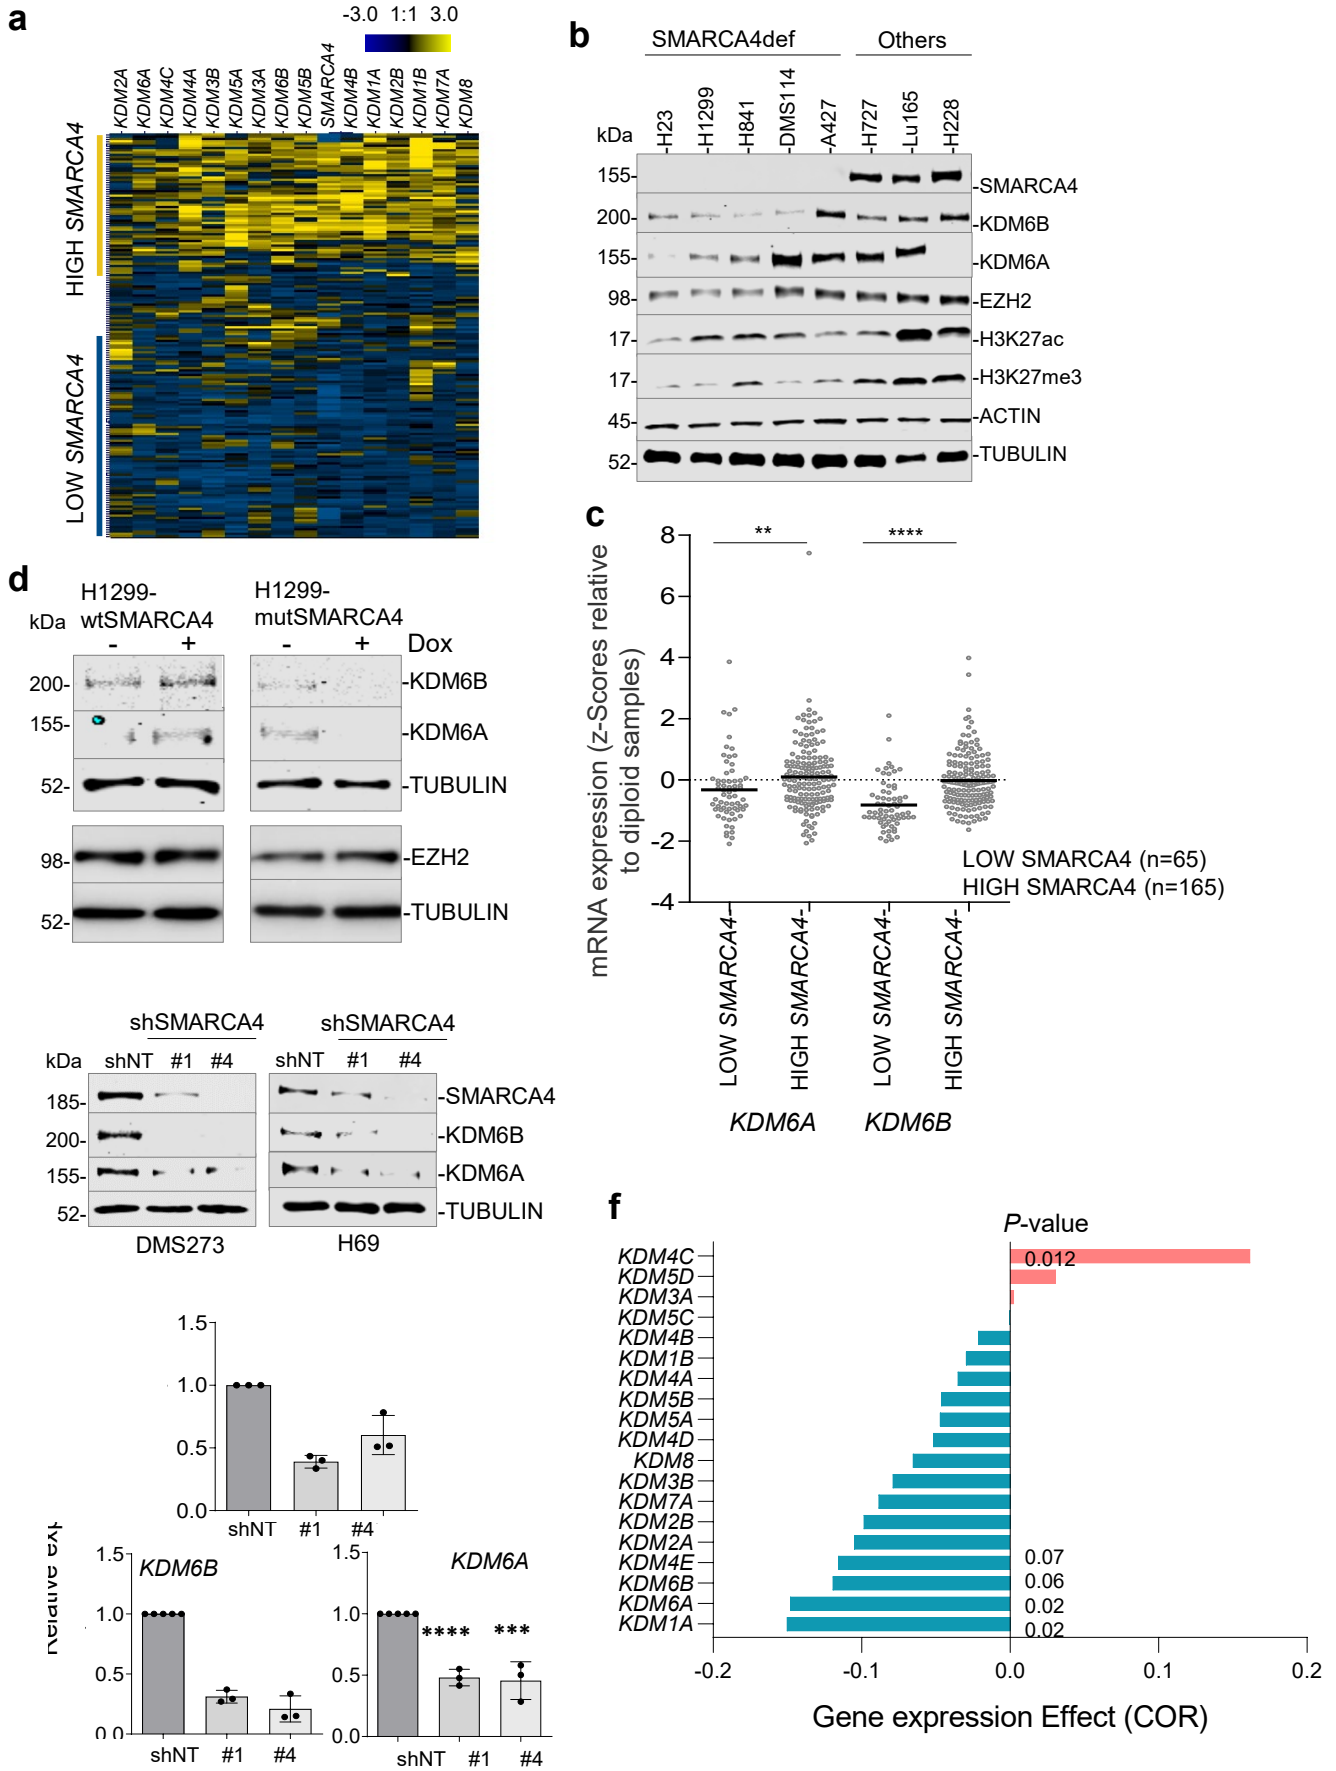 a
-3.0 1:1 3.0
KDM2A
KDM6A
KDM4C
KDM4A
KDM3B
KDM5A
KDM3A
KDM6B
KDM5B
SMARCA4
KDM4B
KDM1A
KDM2B
KDM1B
KDM7A
KDM8
HIGH SMARCA4
LOW SMARCA4
b
SMARCA4def Others
kDa
H23
H1299
H841
DMS114
A427
H727
Lu165
H228
155- -SMARCA4
200- -KDM6B
155- -KDM6A
98- -EZH2
17- -H3K27ac
17- -H3K27me3
45- -ACTIN
52- -TUBULIN
c
mRNA expression (z-Scores relative
to diploid samples)
8
6
4
2
0
-2
-4
** ****
LOW SMARCA4 (n=65)
HIGH SMARCA4 (n=165)
LOW SMARCA4-
HIGH SMARCA4-
LOW SMARCA4-
HIGH SMARCA4-
KDM6A KDM6B
d
H1299-
wtSMARCA4
H1299-
mutSMARCA4
kDa
- + - + Dox
200- -KDM6B
155- -KDM6A
52- -TUBULIN
98- -EZH2
52- -TUBULIN
shSMARCA4 shSMARCA4
kDa shNT #1 #4 shNT #1 #4
185- -SMARCA4
200- -KDM6B
155- -KDM6A
52- -TUBULIN
DMS273 H69
1.5
1.0
0.5
0.0
shNT #1 #4
Relative exp
1.5
1.0
0.5
0.0
KDM6B
shNT #1 #4
1.5
1.0
0.5
0.0
KDM6A
**** ***
shNT #1 #4
f
P-value
KDM4C 0.012
KDM5D
KDM3A
KDM5C
KDM4B
KDM1B
KDM4A
KDM5B
KDM5A
KDM4D
KDM8
KDM3B
KDM7A
KDM2B
KDM2A
KDM4E 0.07
KDM6B 0.06
KDM6A 0.02
KDM1A 0.02
-0.2 -0.1 0.0 0.1 0.2
Gene expression Effect (COR)